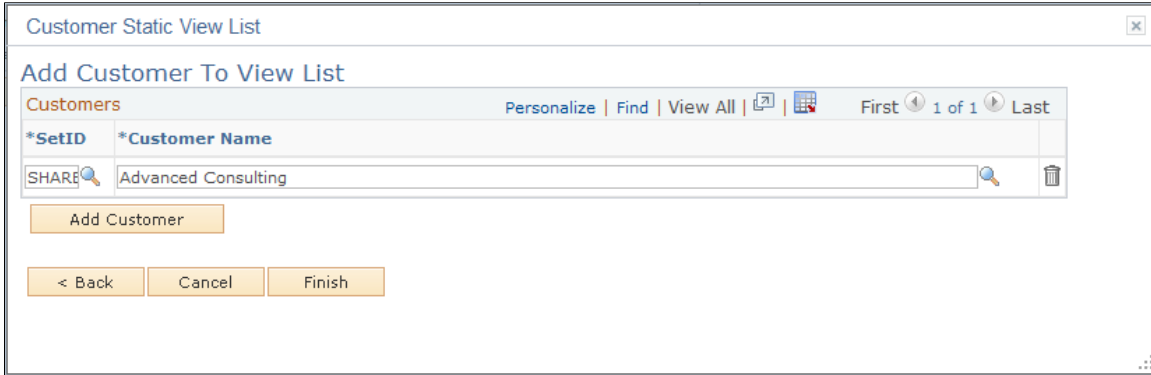 Customer Static View List
Add Customer To View List
Customers Personalize | Find | View All | | First 1 of 1 Last
*SetID *Customer Name
SHARE Advanced Consulting
Add Customer
< Back Cancel Finish